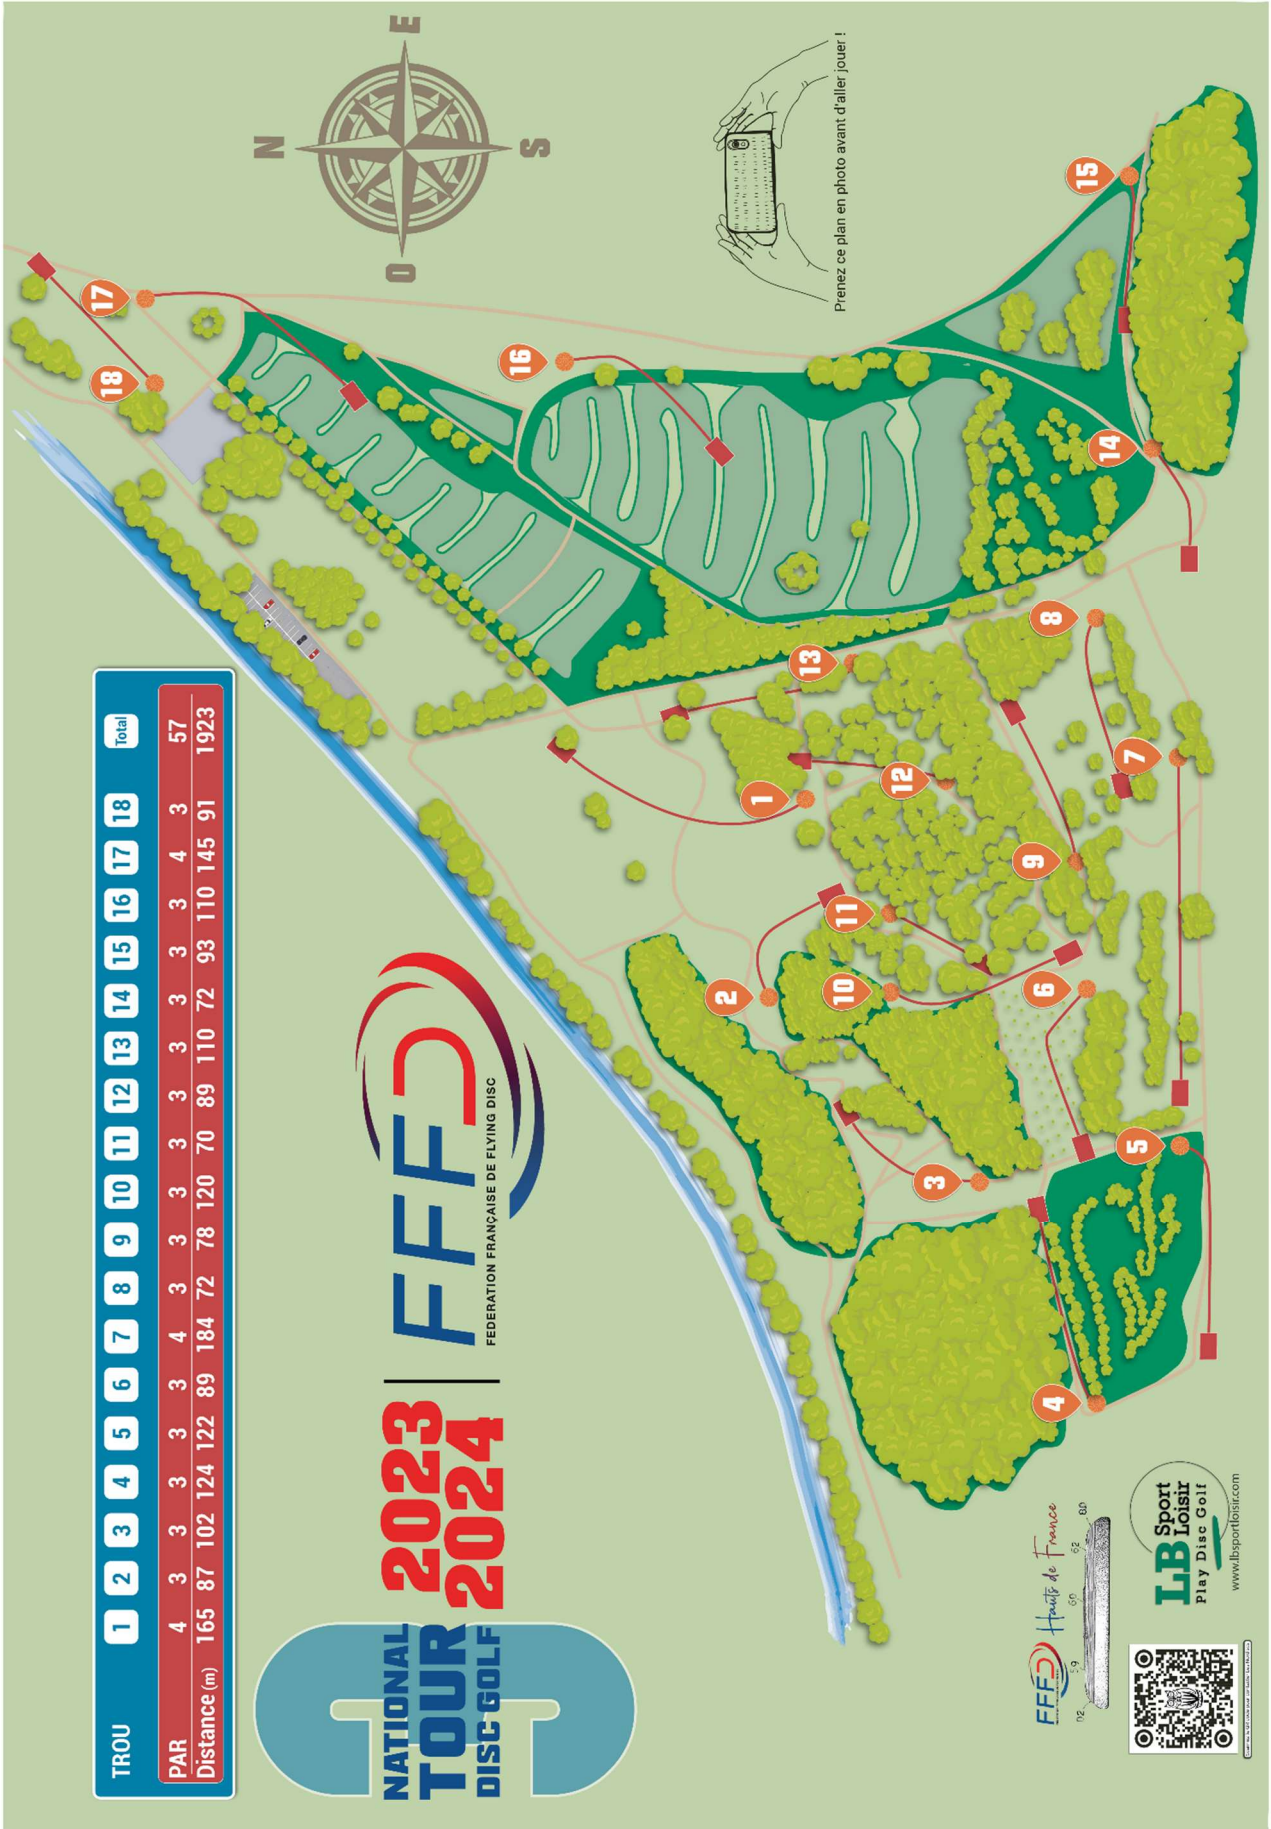 TROU 1 2 3 4 5 6 7 8 9 10 11 12 13 14 15 16 17 18 Total
PAR 4 3 3 3 3 3 4 3 3 3 3 3 3 3 3 3 4 3 57
Distance (m) 165 87 102 124 122 89 184 72 78 120 70 89 110 72 93 110 145 91 1923
NATIONAL
TOUR
DISC GOLF
2023
2024
FFFD
FEDERATION FRANÇAISE DE FLYING DISC
N
E
S
O
Prenez ce plan en photo avant d'aller jouer !
1
2
3
4
5
6
7
8
9
10
11
12
13
14
15
16
17
18
FFFD Hauts de France
02 59 60 62 80
LB Sport
Loisir
Play Disc Golf
www.lbsportloisir.com